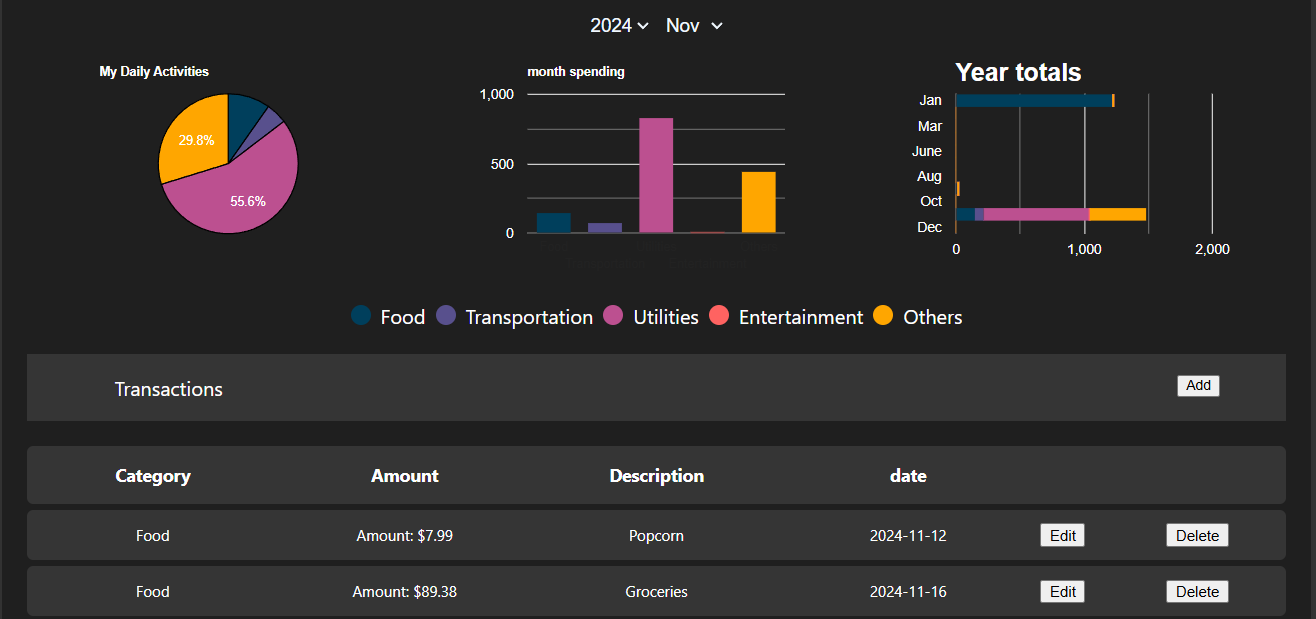 2024 Nov
My Daily Activities
29.8%
55.6%
month spending
1,000
500
0
Year totals
Jan
Mar
June
Aug
Oct
Dec
0 1,000 2,000
Food Transportation Utilities Entertainment Others
Transactions Add
Category Amount Description date
Food Amount: $7.99 Popcorn 2024-11-12 Edit Delete
Food Amount: $89.38 Groceries 2024-11-16 Edit Delete